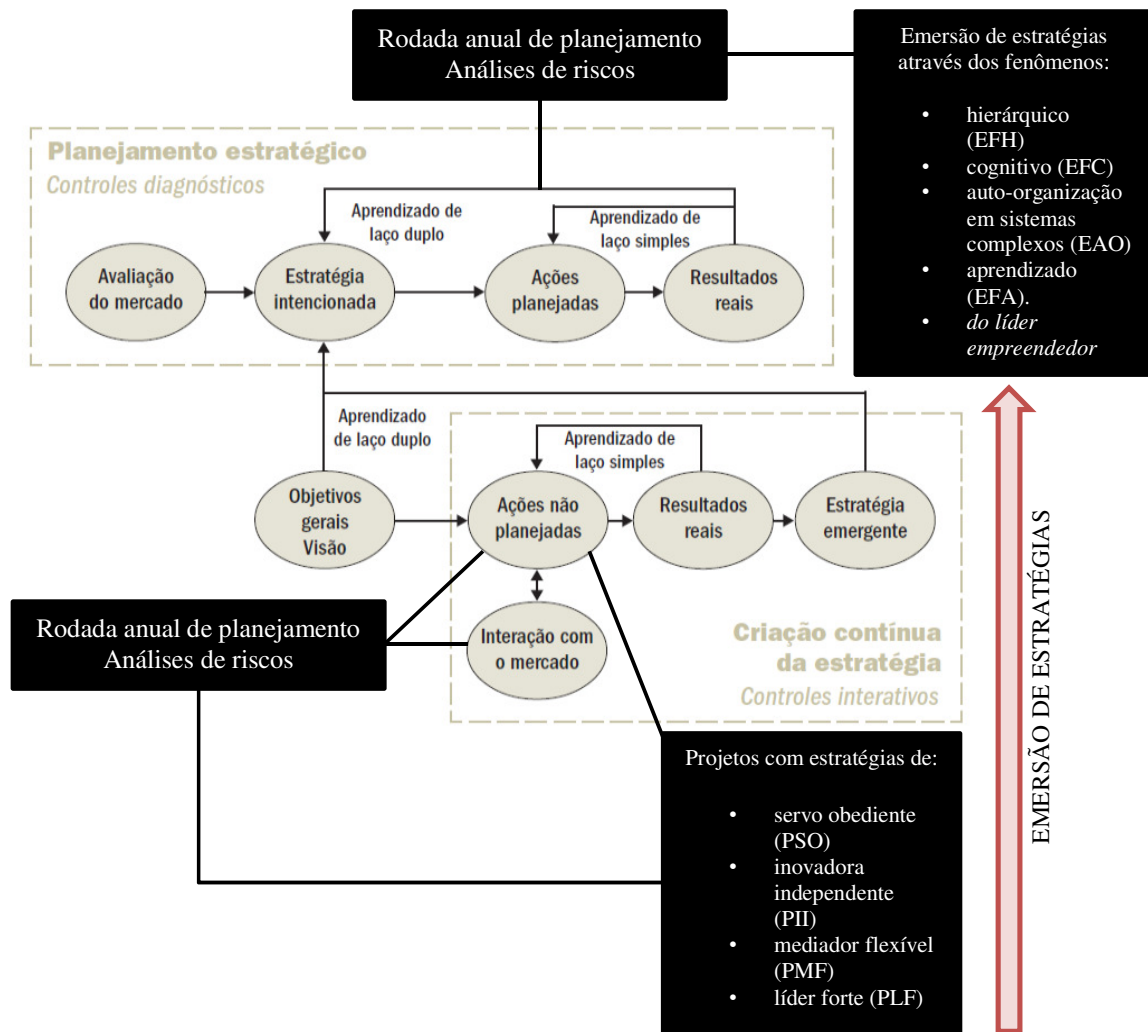 Rodada anual de planejamento
Análises de riscos
Emersão de estratégias
através dos fenômenos:
• hierárquico
(EFH)
• cognitivo (EFC)
• auto-organização
em sistemas
complexos (EAO)
• aprendizado
(EFA).
• do líder
empreendedor
Planejamento estratégico
Controles diagnósticos
Aprendizado de
laço duplo
Aprendizado de
laço simples
Avaliação
do mercado
Estratégia
intencionada
Ações
planejadas
Resultados
reais
Aprendizado
de laço duplo
Aprendizado de
laço simples
Objetivos
gerais
Visão
Ações não
planejadas
Resultados
reais
Estratégia
emergente
Rodada anual de planejamento
Análises de riscos
Interação com
o mercado
Criação contínua
da estratégia
Controles interativos
EMERSÃO DE ESTRATÉGIAS
Projetos com estratégias de:
• servo obediente
(PSO)
• inovadora
independente
(PII)
• mediador flexível
(PMF)
• líder forte (PLF)